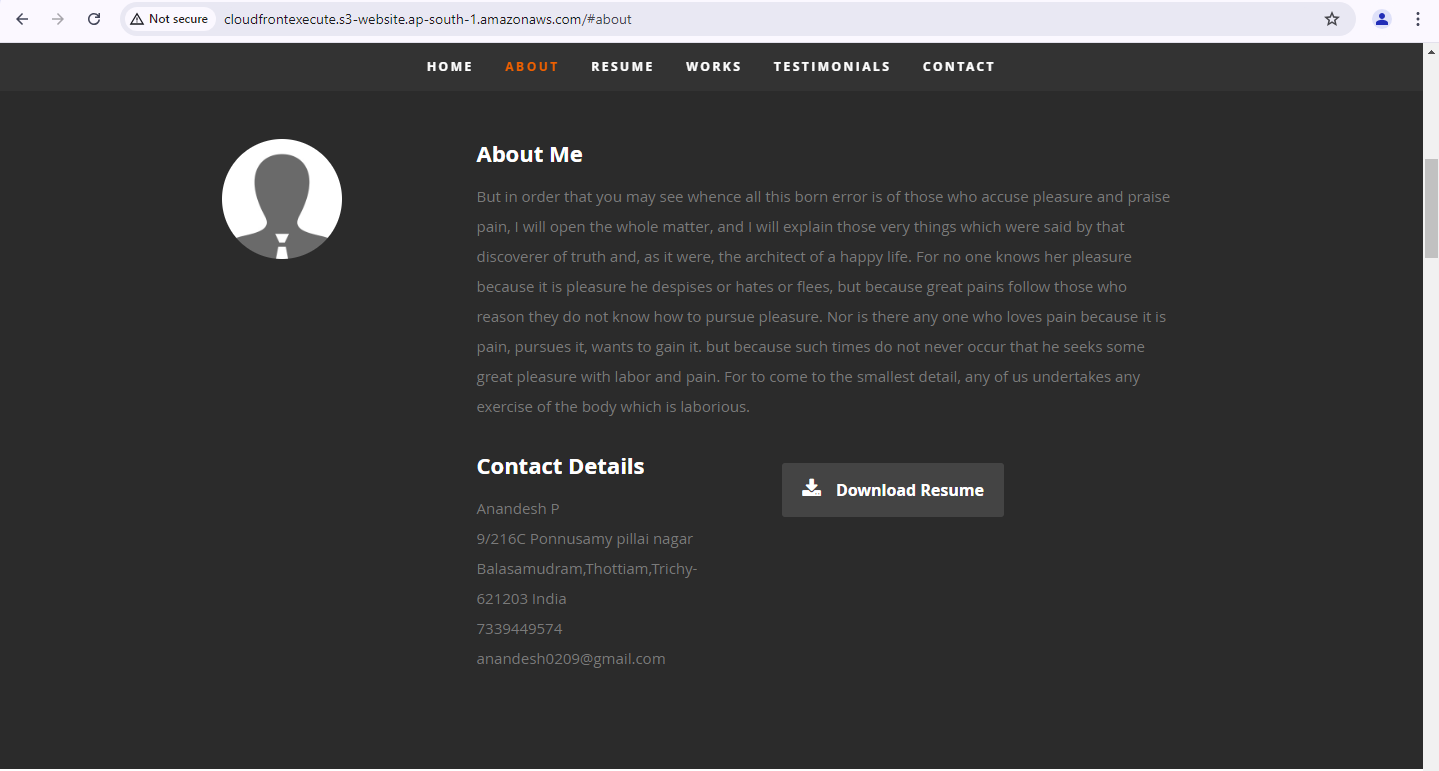 Not secure cloudfrontexecute.s3-website.ap-south-1.amazonaws.com/#about
HOME ABOUT RESUME WORKS TESTIMONIALS CONTACT
About Me
But in order that you may see whence all this born error is of those who accuse pleasure and praise
pain, I will open the whole matter, and I will explain those very things which were said by that
discoverer of truth and, as it were, the architect of a happy life. For no one knows her pleasure
because it is pleasure he despises or hates or flees, but because great pains follow those who
reason they do not know how to pursue pleasure. Nor is there any one who loves pain because it is
pain, pursues it, wants to gain it. but because such times do not never occur that he seeks some
great pleasure with labor and pain. For to come to the smallest detail, any of us undertakes any
exercise of the body which is laborious.
Contact Details
Anandesh P
9/216C Ponnusamy pillai nagar
Balasamudram,Thottiam,Trichy-
621203 India
7339449574
anandesh0209@gmail.com
Download Resume